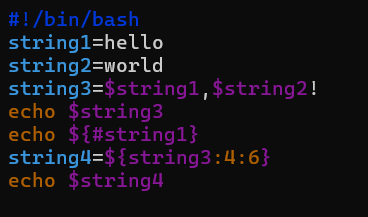 #!/bin/bash
string1=hello
string2=world
string3=$string1,$string2!
echo $string3
echo ${#string1}
string4=${string3:4:6}
echo $string4